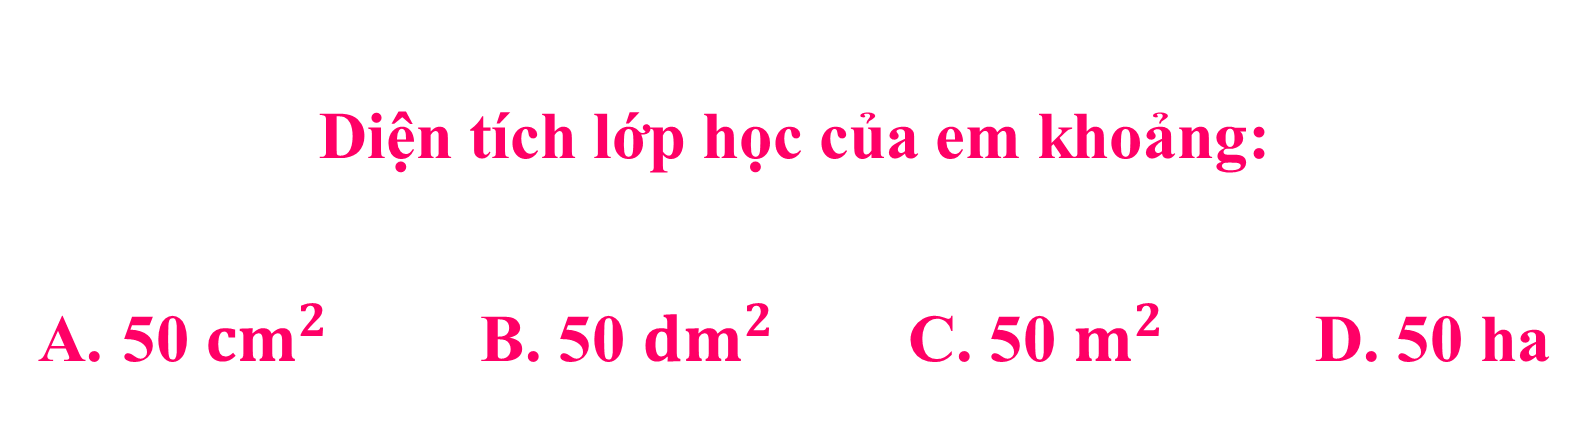 Diện tích lớp học của em khoảng:
A. 50 cm² B. 50 dm² C. 50 m² D. 50 ha